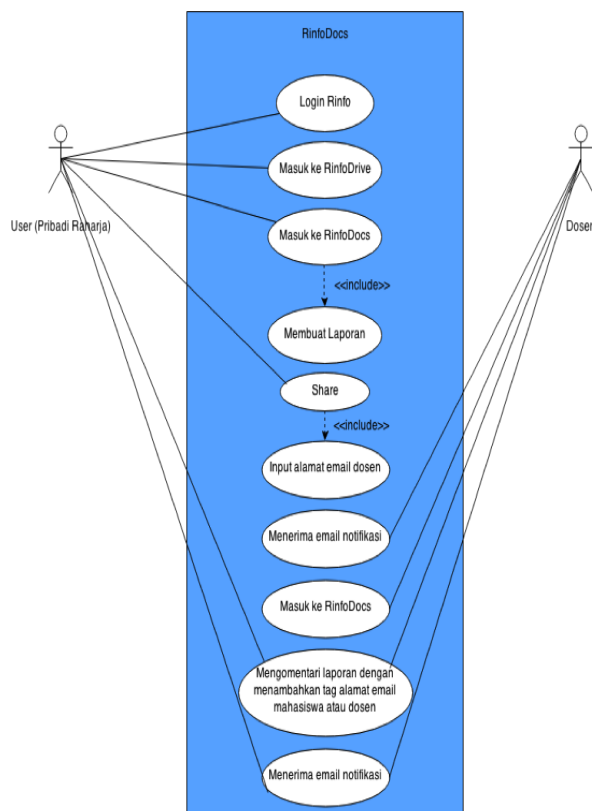 RinfoDocs
Login Rinfo
Masuk ke RinfoDrive
User (Pribadi Raharja)
Dosen
Masuk ke RinfoDocs
<<include>>
Membuat Laporan
Share
<<include>>
Input alamat email dosen
Menerima email notifikasi
Masuk ke RinfoDocs
Mengomentari laporan dengan
menambahkan tag alamat email
mahasiswa atau dosen
Menerima email notifikasi